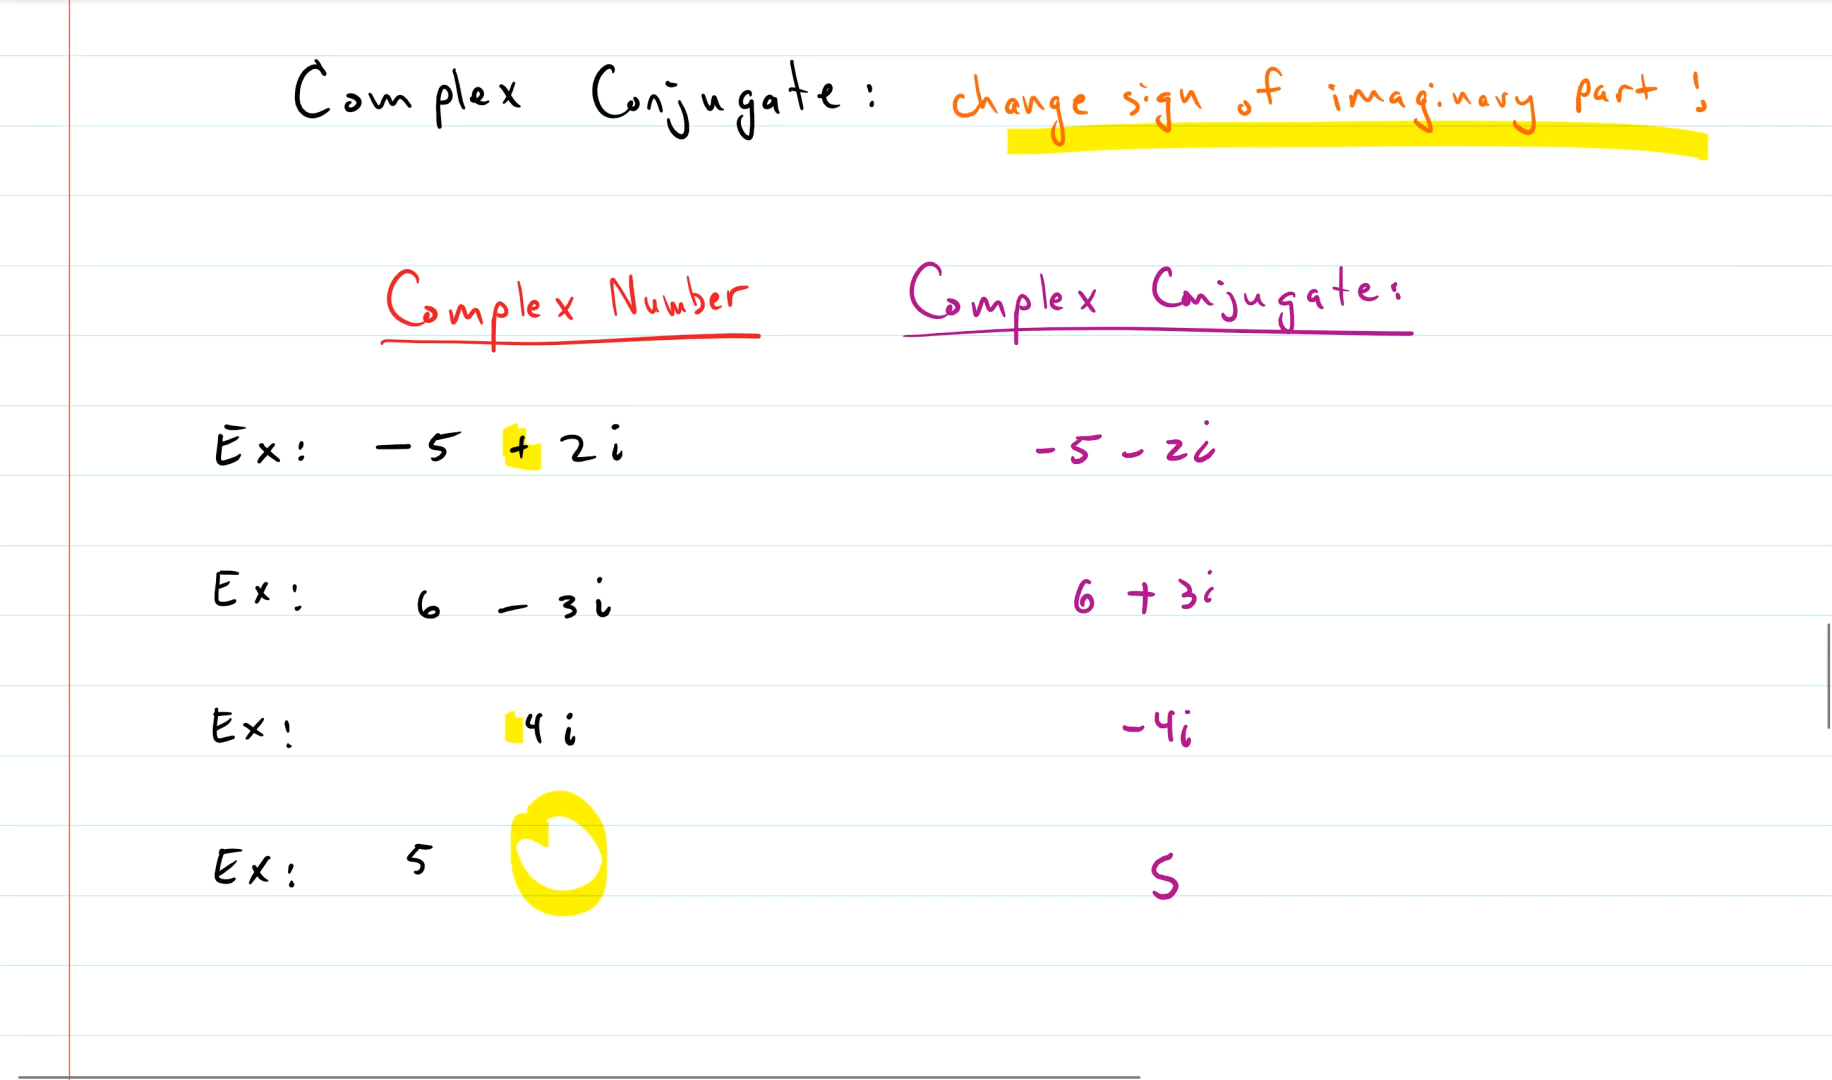 Complex Conjugate: change sign of imaginary part!
Complex Number Complex Conjugate:
Ex: -5 + 2i -5 - 2i
Ex: 6 - 3i 6 + 3i
Ex: 4i -4i
Ex: 5 5